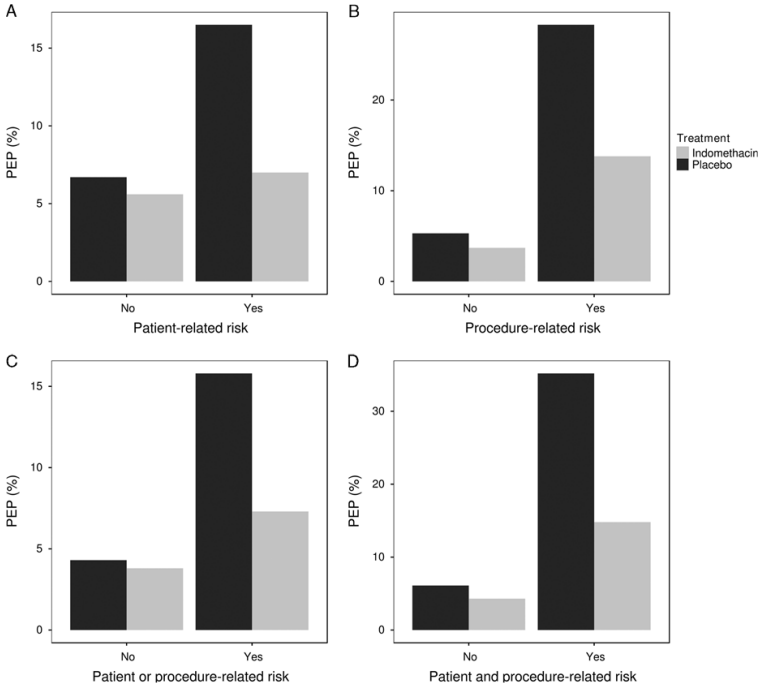 A
PEP (%)
15
10
5
0
No
Yes
Patient-related risk
B
PEP (%)
20
10
0
No
Yes
Procedure-related risk
Treatment
Indomethacin
Placebo
C
PEP (%)
15
10
5
0
No
Yes
Patient or procedure-related risk
D
PEP (%)
30
20
10
0
No
Yes
Patient and procedure-related risk